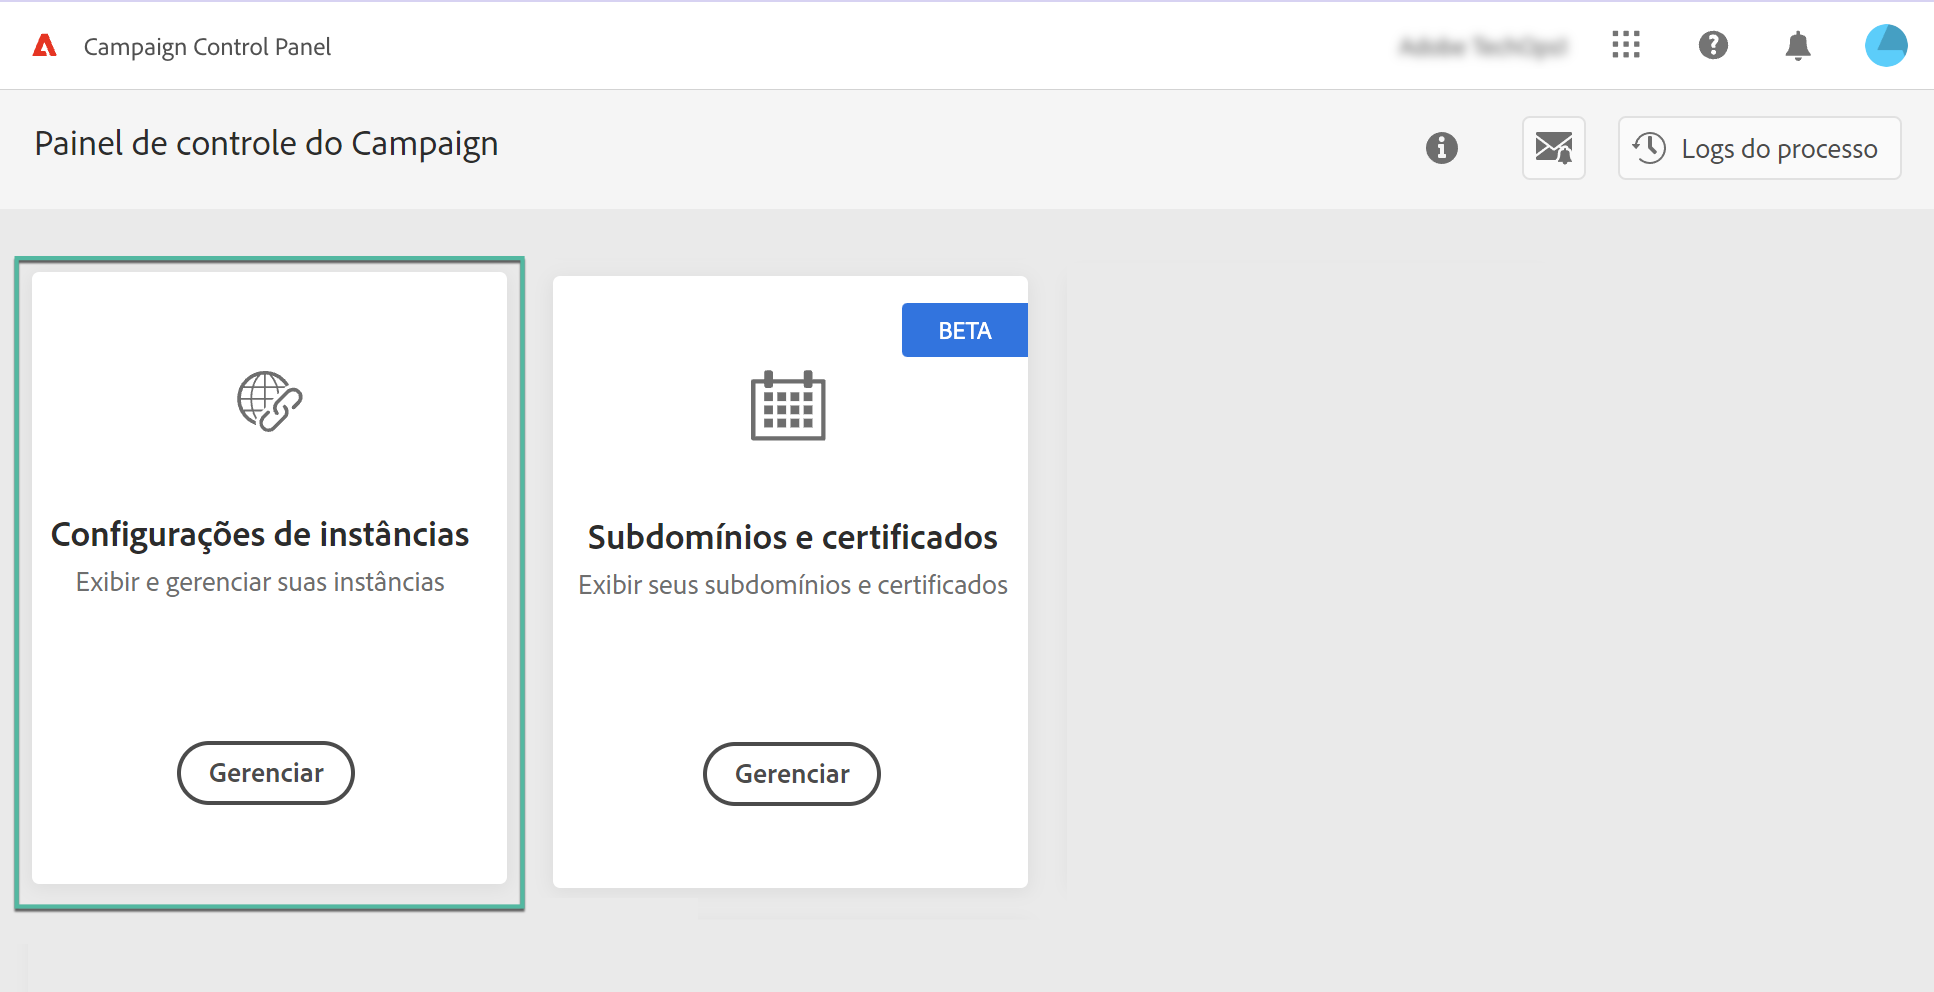 Campaign Control Panel
Painel de controle do Campaign
Logs do processo
BETA
Configurações de instâncias
Exibir e gerenciar suas instâncias
Gerenciar
Subdomínios e certificados
Exibir seus subdomínios e certificados
Gerenciar